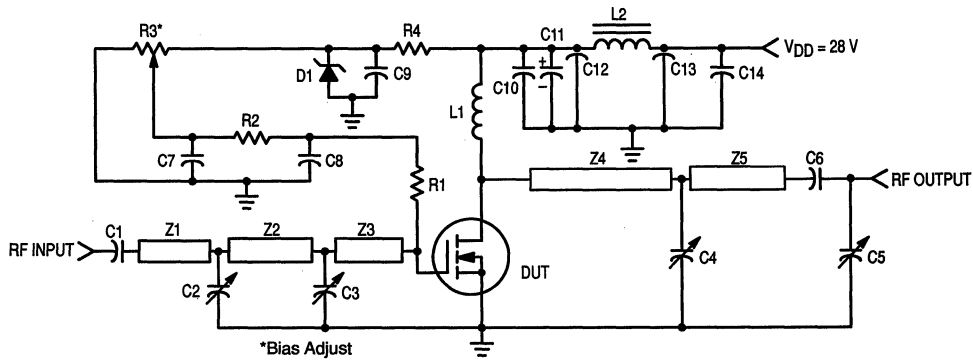 R3*
R4
C11
L2
V_DD = 28 V
D1
C9
C10
+
–
C12
C13
C14
L1
R2
C7
C8
R1
Z4
Z5
C6
RF OUTPUT
RF INPUT
C1
Z1
Z2
Z3
C2
C3
DUT
C4
C5
*Bias Adjust